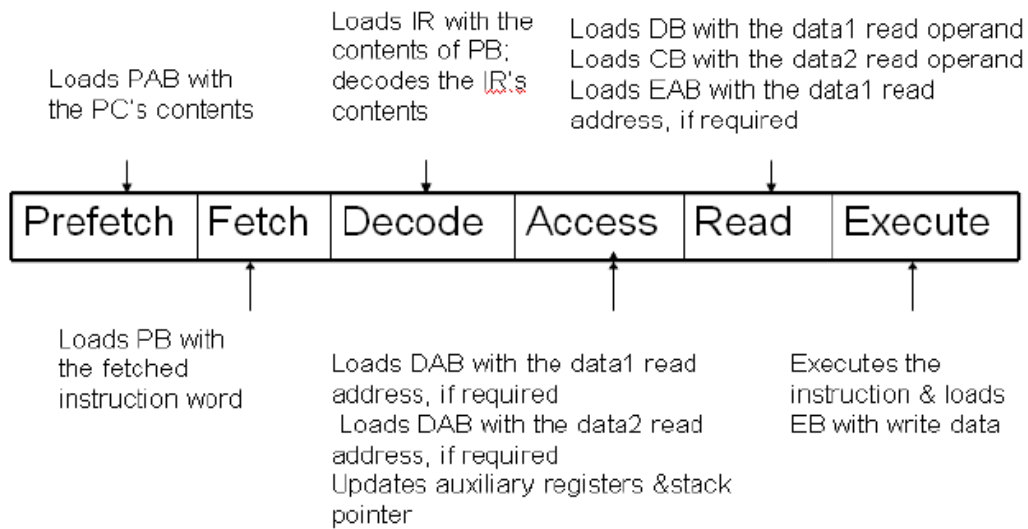 Loads PAB with
the PC's contents
Loads IR with the
contents of PB;
decodes the IR's
contents
Loads DB with the data1 read operand
Loads CB with the data2 read operand
Loads EAB with the data1 read
address, if required
Prefetch
Fetch
Decode
Access
Read
Execute
Loads PB with
the fetched
instruction word
Loads DAB with the data1 read
address, if required
Loads DAB with the data2 read
address, if required
Updates auxiliary registers &stack
pointer
Executes the
instruction & loads
EB with write data